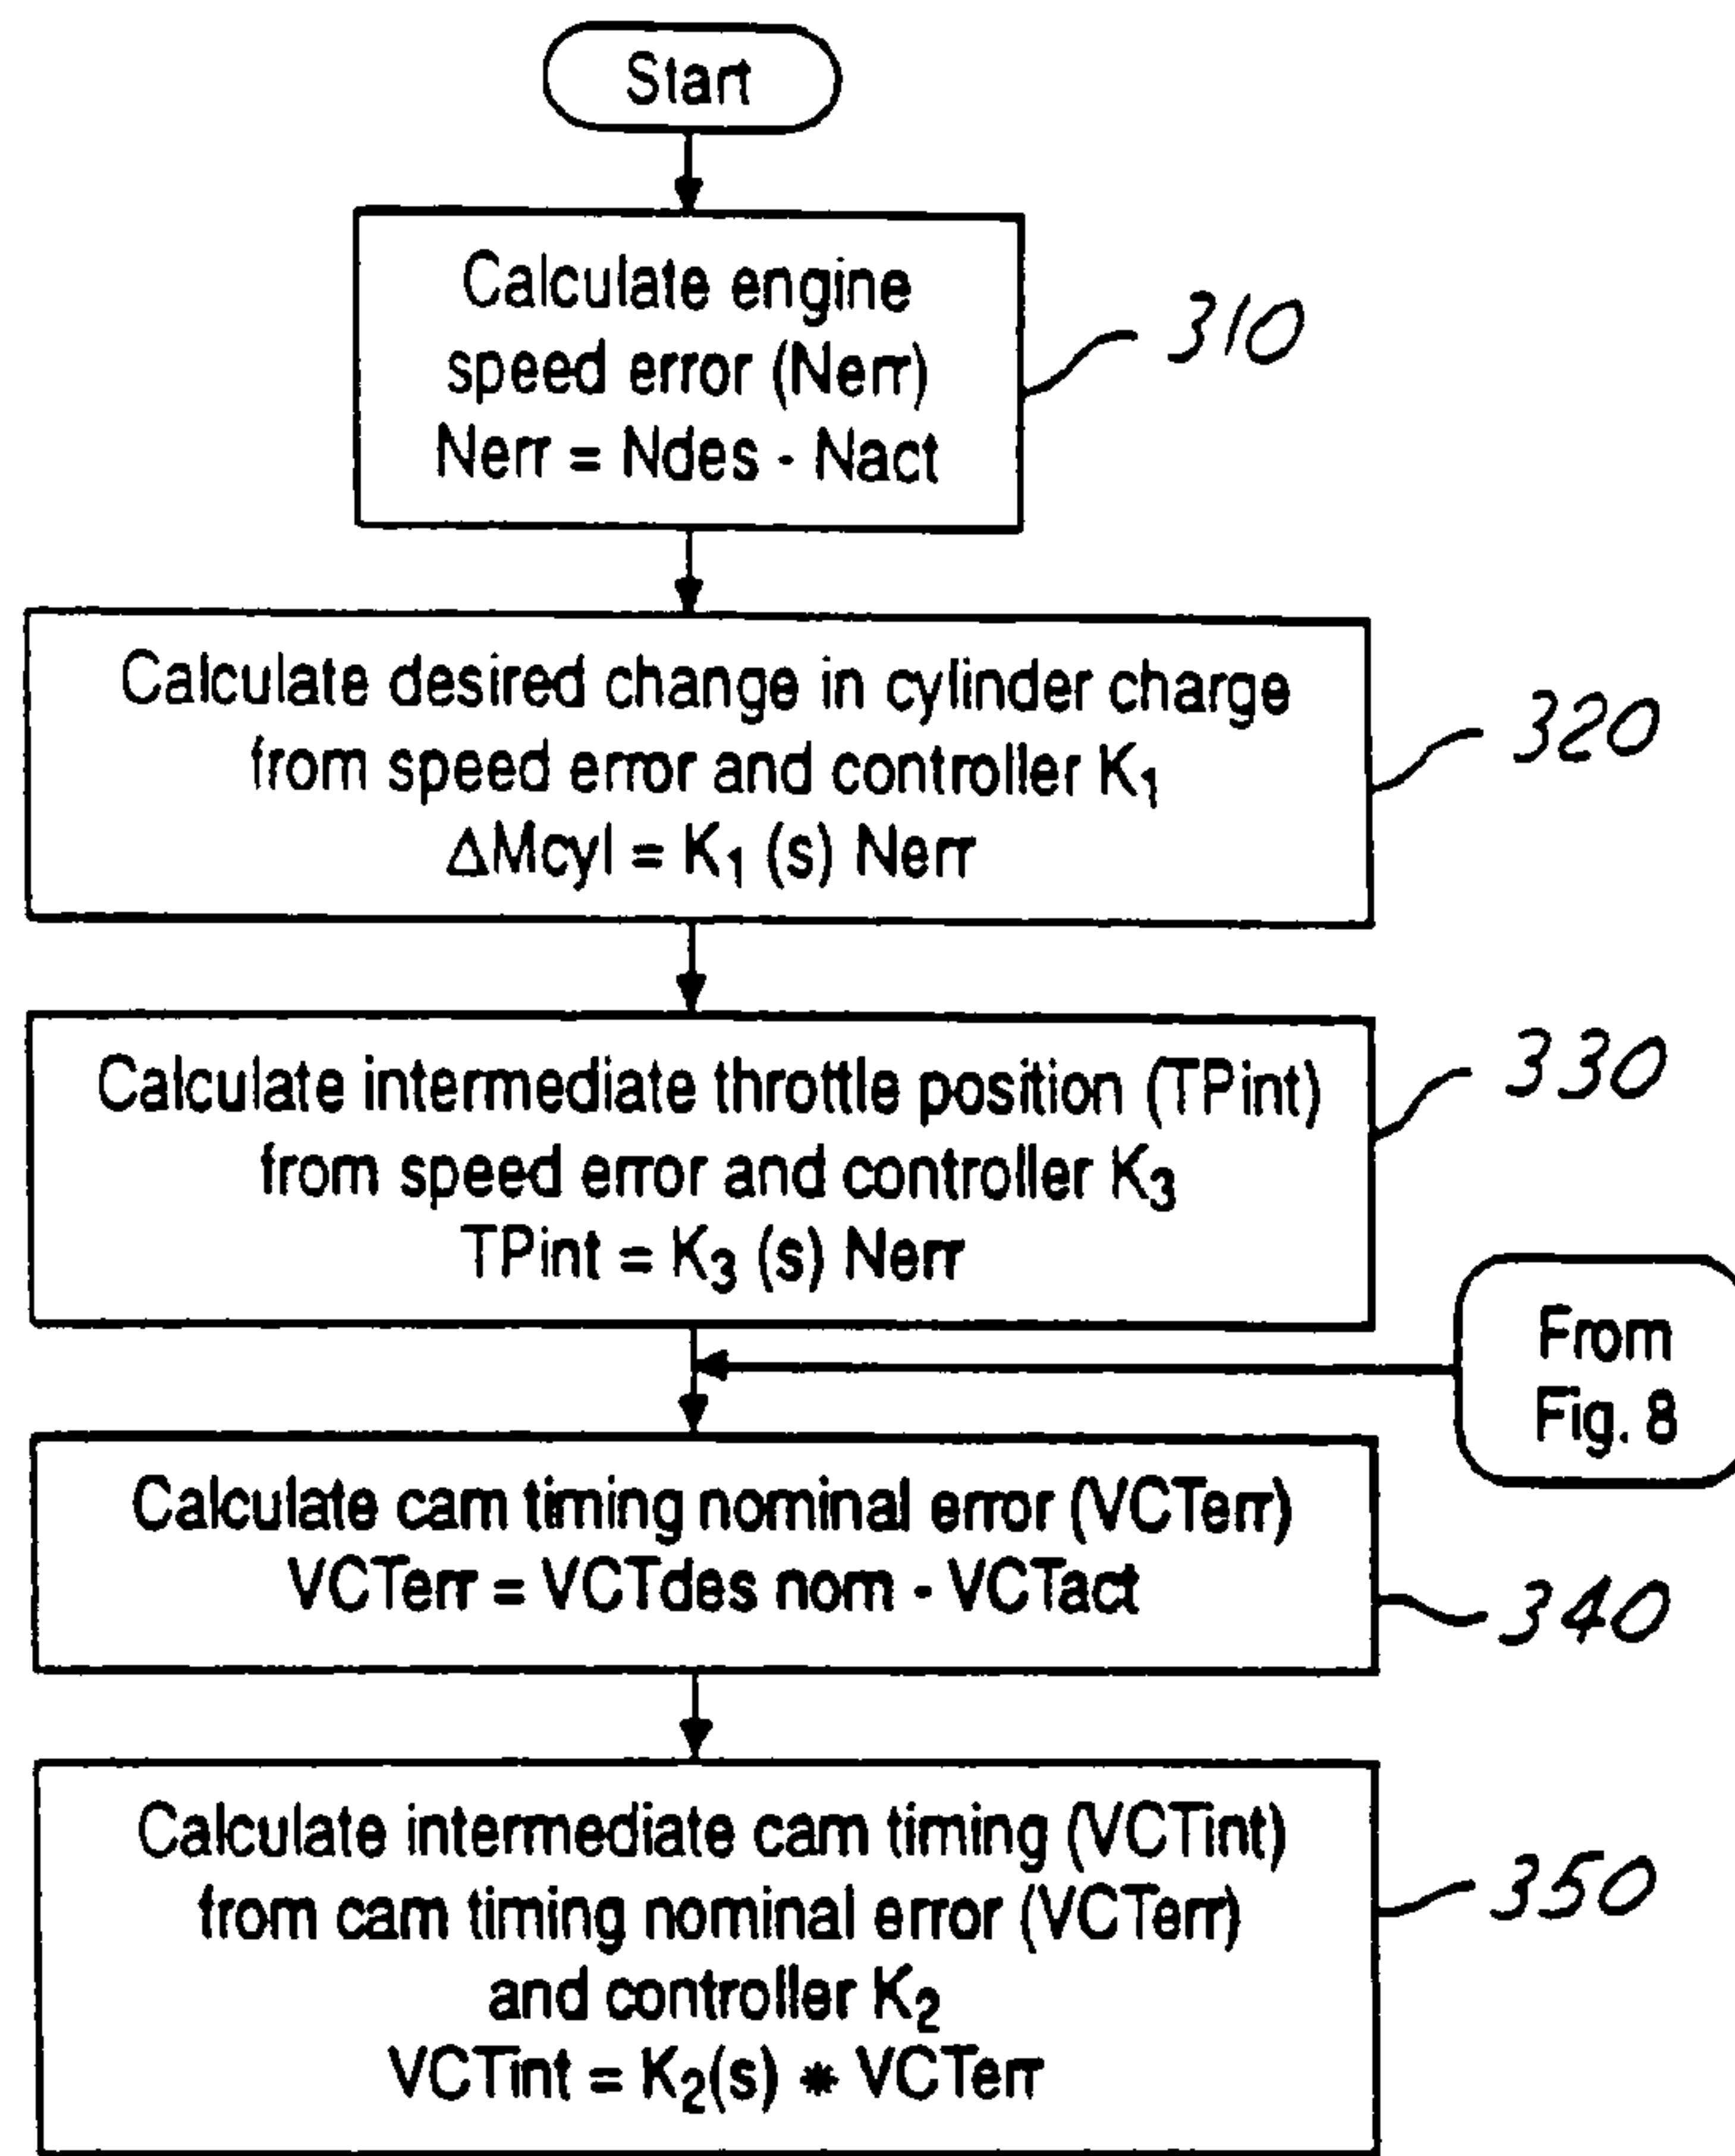 Start
Calculate engine
speed error (Nerr)
Nerr = Ndes - Nact
310
Calculate desired change in cylinder charge
from speed error and controller K₁
ΔMcyl = K₁ (s) Nerr
320
Calculate intermediate throttle position (TPint)
from speed error and controller K₃
TPint = K₃ (s) Nerr
330
From
Fig. 8
Calculate cam timing nominal error (VCTerr)
VCTerr = VCTdes nom - VCTact
340
Calculate intermediate cam timing (VCTint)
from cam timing nominal error (VCTerr)
and controller K₂
VCTint = K₂(s) * VCTerr
350